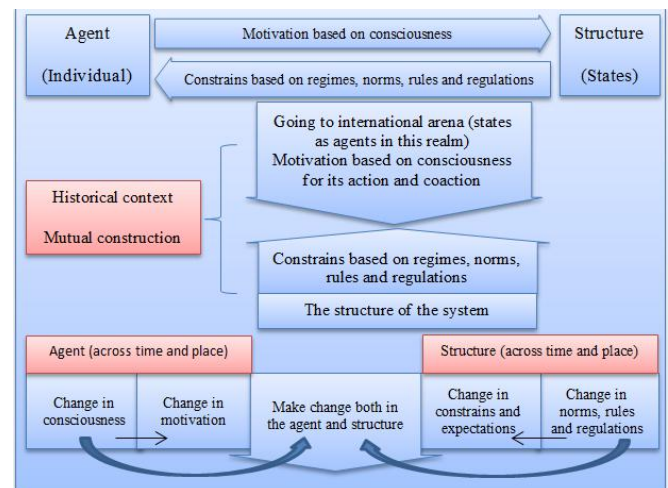 Agent
(Individual)
Motivation based on consciousness
Constrains based on regimes, norms, rules and regulations
Structure
(States)
Going to international arena (states
as agents in this realm)
Motivation based on consciousness
for its action and coaction
Historical context
Mutual construction
Constrains based on regimes, norms,
rules and regulations
The structure of the system
Agent (across time and place)
Structure (across time and place)
Change in
consciousness
Change in
motivation
Make change both in
the agent and structure
Change in
constrains and
expectations
Change in
norms, rules
and regulations